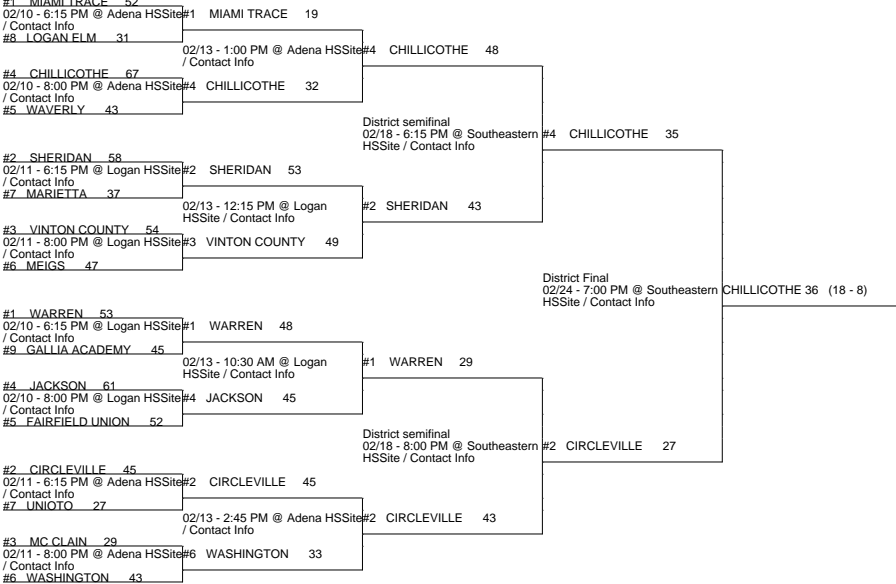 #1 MIAMI TRACE 52
02/10 - 6:15 PM @ Adena HSSite
/ Contact Info
#8 LOGAN ELM 31
#1 MIAMI TRACE 19
02/13 - 1:00 PM @ Adena HSSite
/ Contact Info
#4 CHILLICOTHE 67
02/10 - 8:00 PM @ Adena HSSite
/ Contact Info
#5 WAVERLY 43
#4 CHILLICOTHE 32
#4 CHILLICOTHE 48
District semifinal
02/18 - 6:15 PM @ Southeastern
HSSite / Contact Info
#2 SHERIDAN 58
02/11 - 6:15 PM @ Logan HSSite
/ Contact Info
#7 MARIETTA 37
#2 SHERIDAN 53
02/13 - 12:15 PM @ Logan
HSSite / Contact Info
#3 VINTON COUNTY 54
02/11 - 8:00 PM @ Logan HSSite
/ Contact Info
#6 MEIGS 47
#3 VINTON COUNTY 49
#2 SHERIDAN 43
#4 CHILLICOTHE 35
District Final
02/24 - 7:00 PM @ Southeastern
HSSite / Contact Info
CHILLICOTHE 36 (18 - 8)
#1 WARREN 53
02/10 - 6:15 PM @ Logan HSSite
/ Contact Info
#9 GALLIA ACADEMY 45
#1 WARREN 48
02/13 - 10:30 AM @ Logan
HSSite / Contact Info
#4 JACKSON 61
02/10 - 8:00 PM @ Logan HSSite
/ Contact Info
#5 FAIRFIELD UNION 52
#4 JACKSON 45
#1 WARREN 29
District semifinal
02/18 - 8:00 PM @ Southeastern
HSSite / Contact Info
#2 CIRCLEVILLE 45
02/11 - 6:15 PM @ Adena HSSite
/ Contact Info
#7 UNIOTO 27
#2 CIRCLEVILLE 45
02/13 - 2:45 PM @ Adena HSSite
/ Contact Info
#3 MC CLAIN 29
02/11 - 8:00 PM @ Adena HSSite
/ Contact Info
#6 WASHINGTON 43
#6 WASHINGTON 33
#2 CIRCLEVILLE 43
#2 CIRCLEVILLE 27